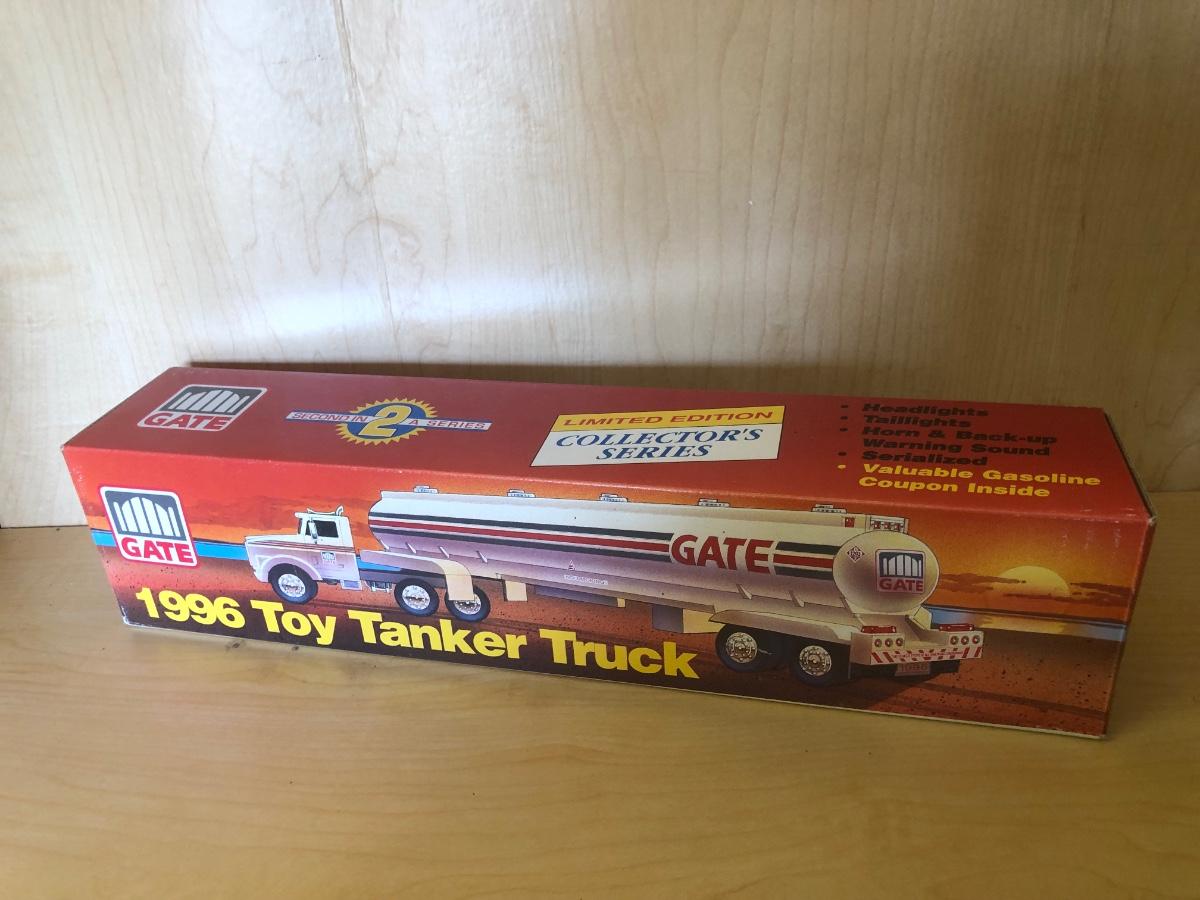 GATE
SECOND IN 2 A SERIES
LIMITED EDITION
COLLECTOR'S
SERIES
• Headlights
• Taillights
• Horn & Back-up
Warning Sound
• Serialized
• Valuable Gasoline
Coupon Inside
GATE
GATE
GATE
1996 Toy Tanker Truck